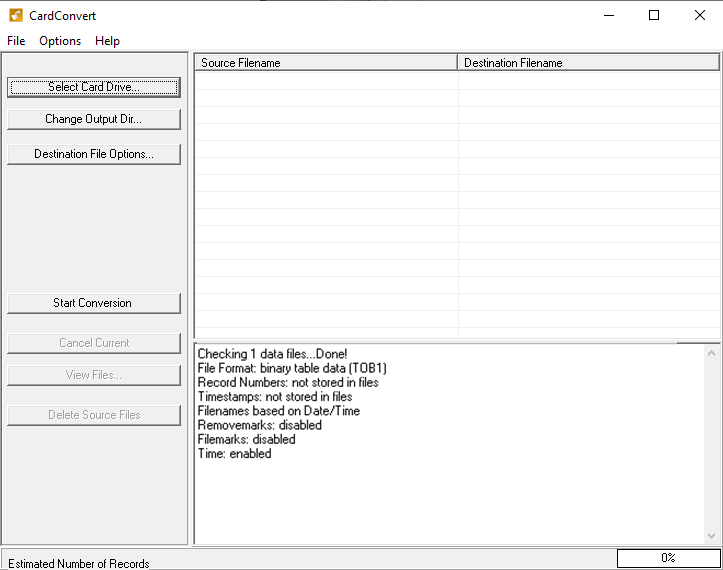 CardConvert
File Options Help
Select Card Drive...
Change Output Dir...
Destination File Options...
Start Conversion
Cancel Current
View Files...
Delete Source Files
Source Filename Destination Filename
Checking 1 data files...Done!
File Format: binary table data (TOB1)
Record Numbers: not stored in files
Timestamps: not stored in files
Filenames based on Date/Time
Removemarks: disabled
Filemarks: disabled
Time: enabled
Estimated Number of Records 0%